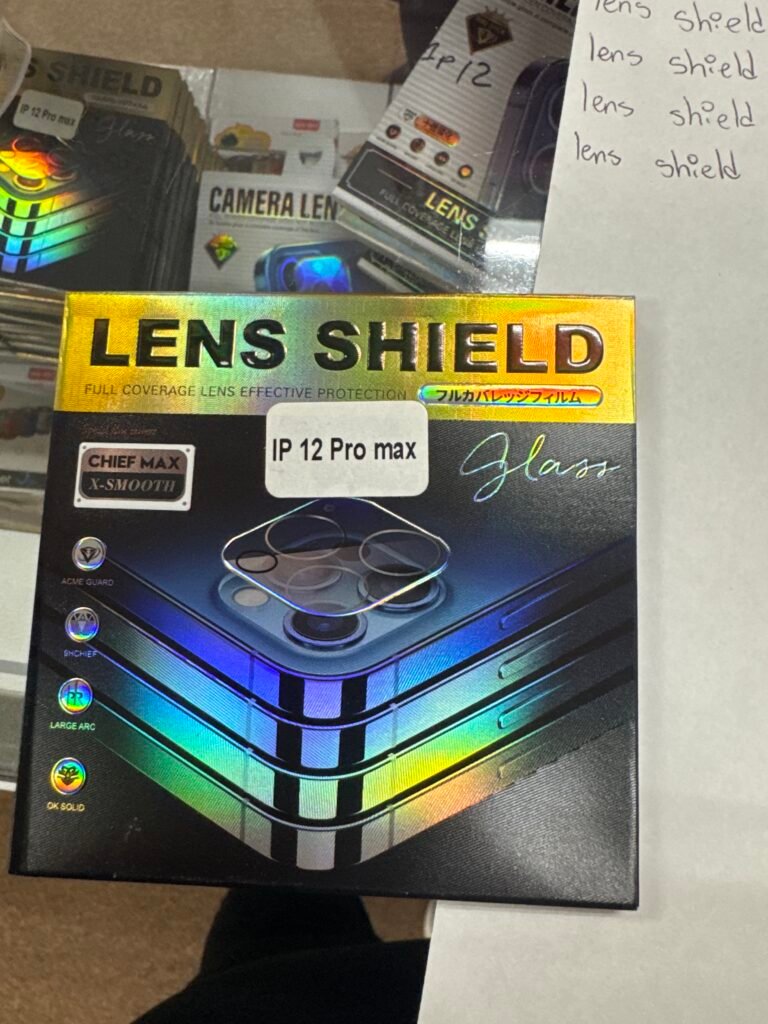 lens shield
lens shield
lens shield
lens shield
IP12
S SHIELD
IP 12 Pro max
Glass
CAMERA LEN
LENS S
FULL COVERAGE LENS
LENS SHIELD
FULL COVERAGE LENS EFFECTIVE PROTECTION
フルカバレッジフィルム
IP 12 Pro max
Glass
CHIEF MAX
X-SMOOTH
ACME GUARD
9HCHIEF
LARGE ARC
OK SOLID